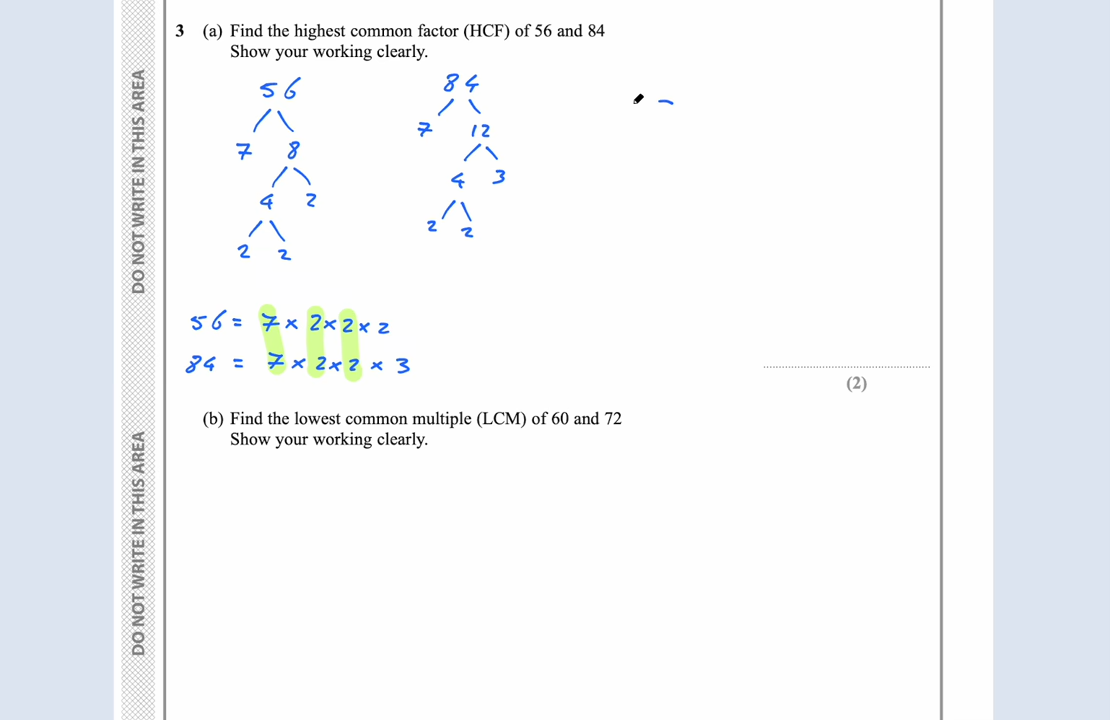 3 (a) Find the highest common factor (HCF) of 56 and 84
Show your working clearly.
56
84
7 12
7 8
4 3
4 2
2 2
2 2
56 = 7 × 2 × 2 × 2
84 = 7 × 2 × 2 × 3
(2)
(b) Find the lowest common multiple (LCM) of 60 and 72
Show your working clearly.
DO NOT WRITE IN THIS AREA
DO NOT WRITE IN THIS AREA